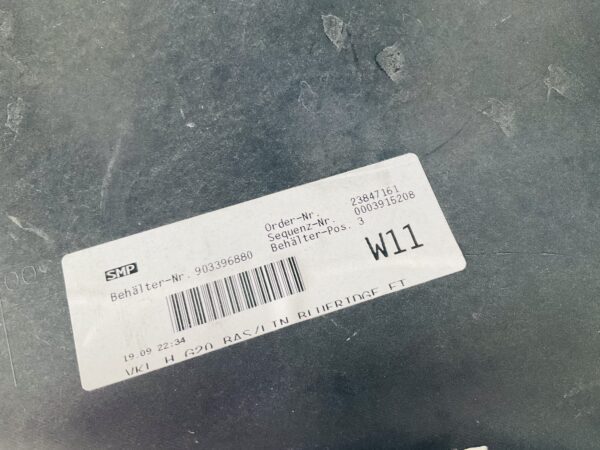 SMP
Order-Nr. 23847161
Sequenz-Nr. 0003915208
Behälter-Pos. 3
Behälter-Nr. 903396880
W11
19.09 22:34
VKL H G20 BAS/LIN BLUERIDGE ET